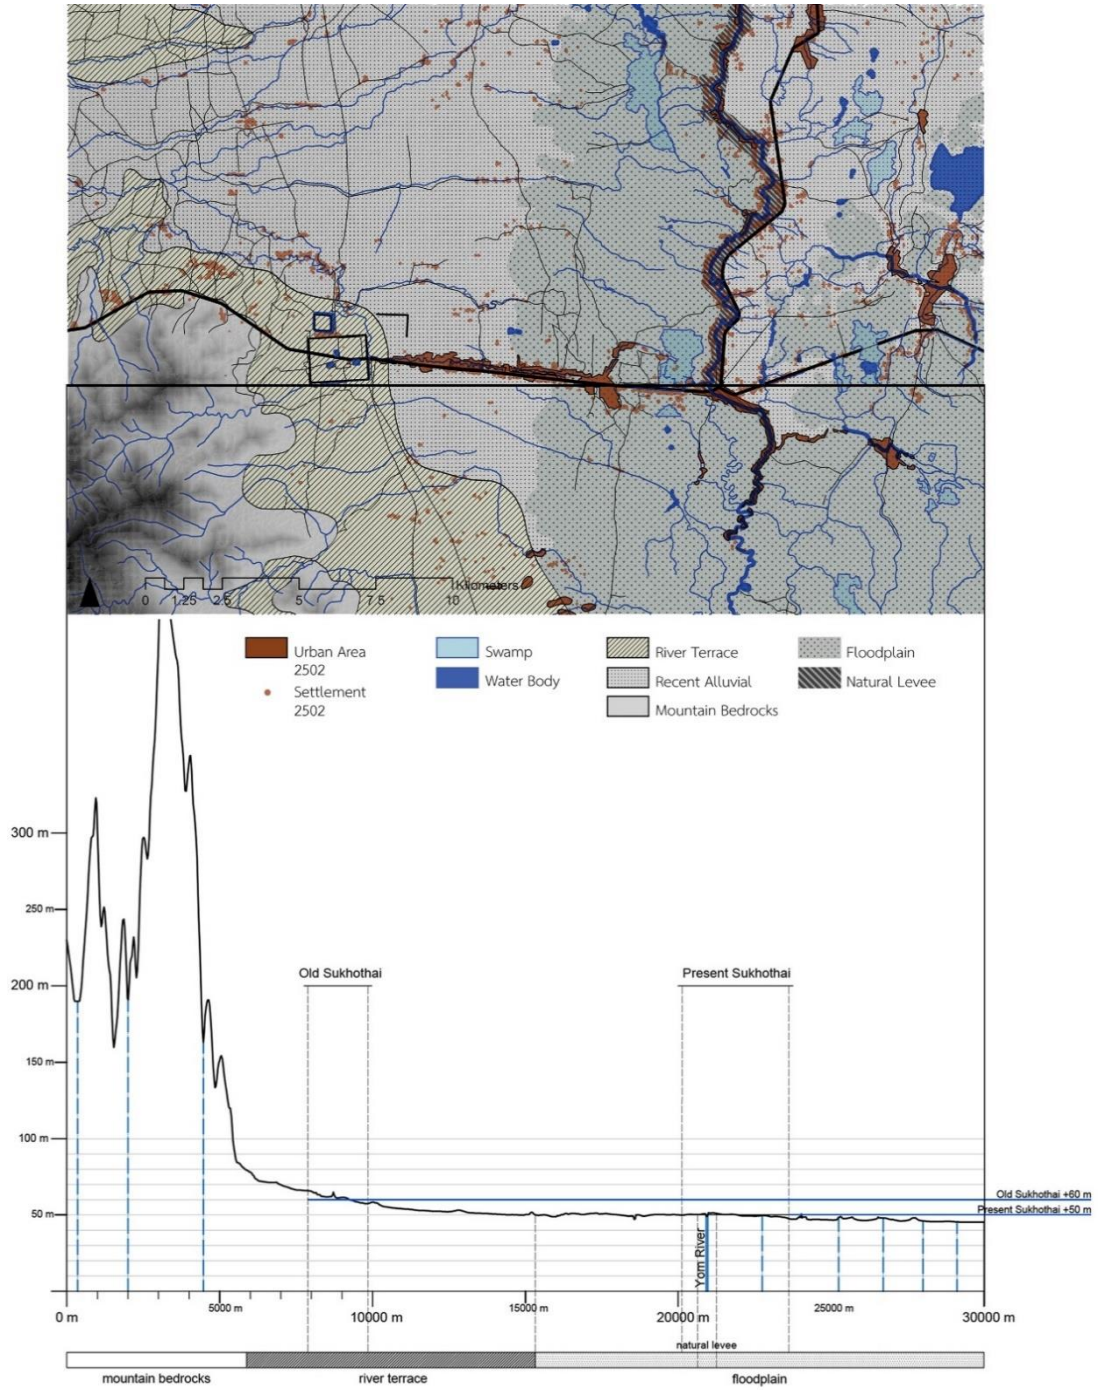 Kilometers
0 1.25 2.5 5 7.5 10
Urban Area
2502
Settlement
2502
Swamp
Water Body
River Terrace
Recent Alluvial
Mountain Bedrocks
Floodplain
Natural Levee
300 m
250 m
200 m
150 m
100 m
50 m
Old Sukhothai
Present Sukhothai
Old Sukhothai +60 m
Present Sukhothai +50 m
Yom River
0 m
5000 m
10000 m
15000 m
20000 m
25000 m
30000 m
natural levee
mountain bedrocks
river terrace
floodplain